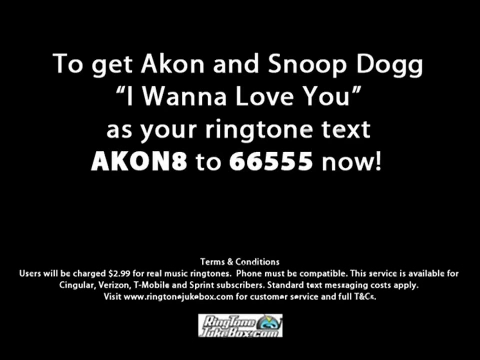 To get Akon and Snoop Dogg
“I Wanna Love You”
as your ringtone text
AKON8 to 66555 now!
Terms & Conditions
Users will be charged $2.99 for real music ringtones. Phone must be compatible. This service is available for
Cingular, Verizon, T-Mobile and Sprint subscribers. Standard text messaging costs apply.
Visit www.ringtonejukebox.com for customer service and full T&Cs.
RingTone
JukeBox.com